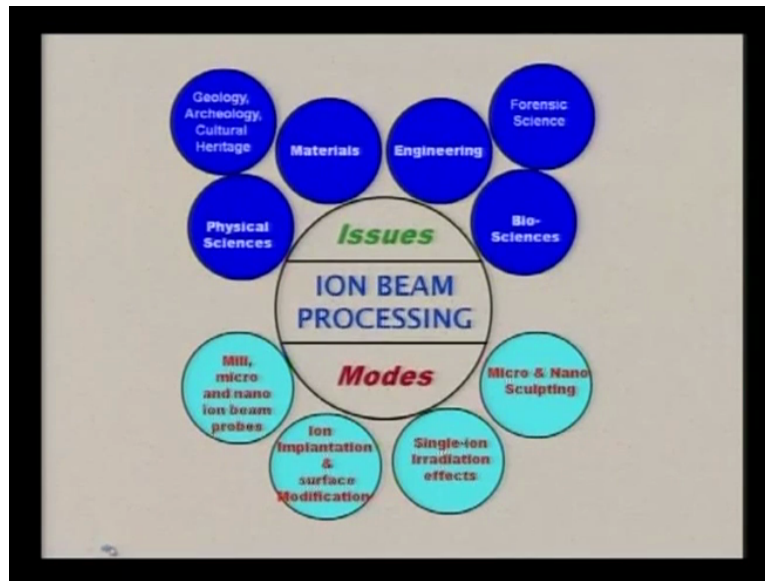 Geology,
Archeology,
Cultural
Heritage
Materials
Engineering
Forensic
Science
Physical
Sciences
Bio-
Sciences
Issues
ION BEAM
PROCESSING
Modes
Mill,
micro
and nano
ion beam
probes
Ion
Implantation
&
surface
Modification
Single-ion
Irradiation
effects
Micro & Nano
Sculpting